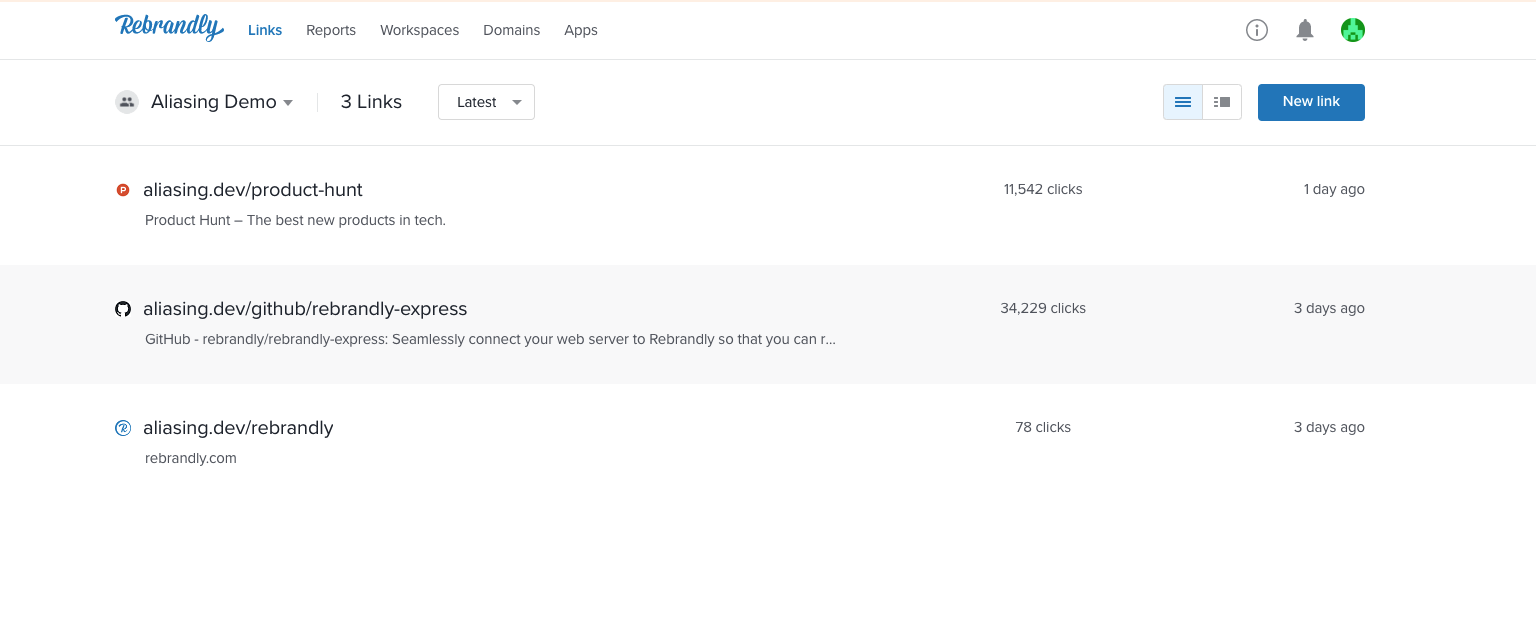 Rebrandly Links Reports Workspaces Domains Apps
Aliasing Demo 3 Links Latest New link
P
aliasing.dev/product-hunt 11,542 clicks 1 day ago
Product Hunt – The best new products in tech.
aliasing.dev/github/rebrandly-express 34,229 clicks 3 days ago
GitHub - rebrandly/rebrandly-express: Seamlessly connect your web server to Rebrandly so that you can r...
R
aliasing.dev/rebrandly 78 clicks 3 days ago
rebrandly.com